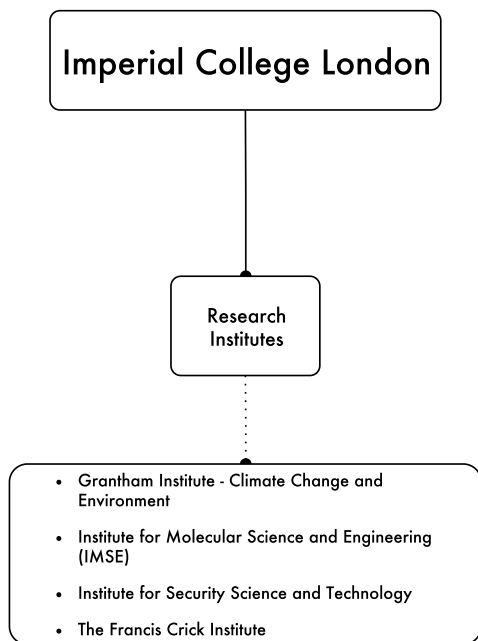 Imperial College London
Research
Institutes
• Grantham Institute - Climate Change and
Environment
• Institute for Molecular Science and Engineering
(IMSE)
• Institute for Security Science and Technology
• The Francis Crick Institute